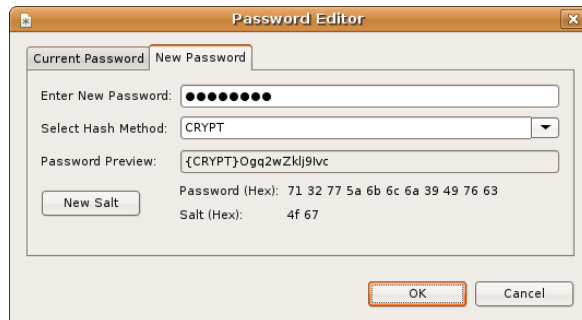 Password Editor
Current Password New Password
Enter New Password: ●●●●●●●●
Select Hash Method: CRYPT
Password Preview: {CRYPT}Ogq2wZklj9Ivc
Password (Hex): 71 32 77 5a 6b 6c 6a 39 49 76 63
New Salt
Salt (Hex): 4f 67
OK Cancel